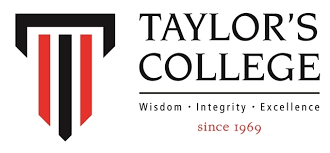 TAYLOR'S
COLLEGE
Wisdom · Integrity · Excellence
since 1969